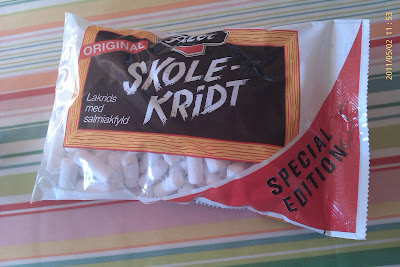 ORIGINAL
SKOLE-
KRiDT
Lakrids
med
salmiakfyld
SPECIAL
EDITION
2011/05/02 11:53